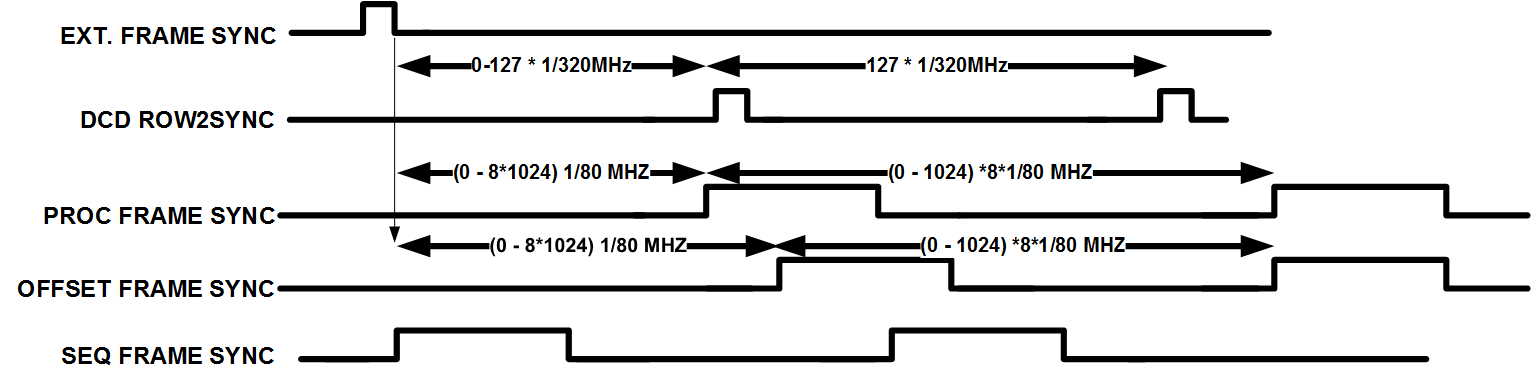 EXT. FRAME SYNC
0-127 * 1/320MHz
127 * 1/320MHz
DCD ROW2SYNC
(0 - 8*1024) 1/80 MHZ
(0 - 1024) *8*1/80 MHZ
PROC FRAME SYNC
(0 - 8*1024) 1/80 MHZ
(0 - 1024) *8*1/80 MHZ
OFFSET FRAME SYNC
SEQ FRAME SYNC